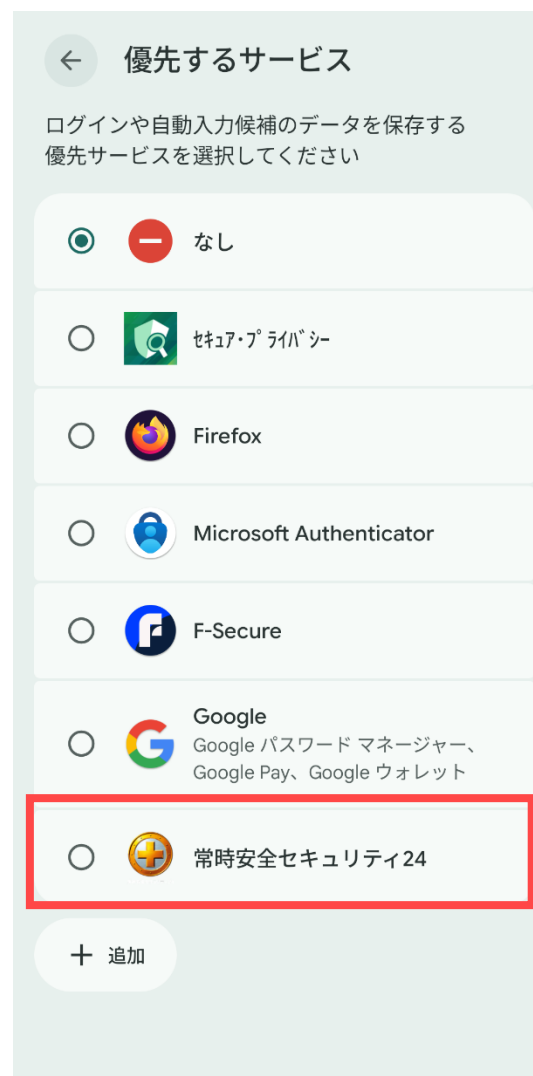 優先するサービス
ログインや自動入力候補のデータを保存する
優先サービスを選択してください
なし
ｾｷｭｱ･ﾌﾟﾗｲﾊﾞｼｰ
Firefox
Microsoft Authenticator
F-Secure
Google
Google パスワード マネージャー、
Google Pay、Google ウォレット
常時安全セキュリティ24
+ 追加